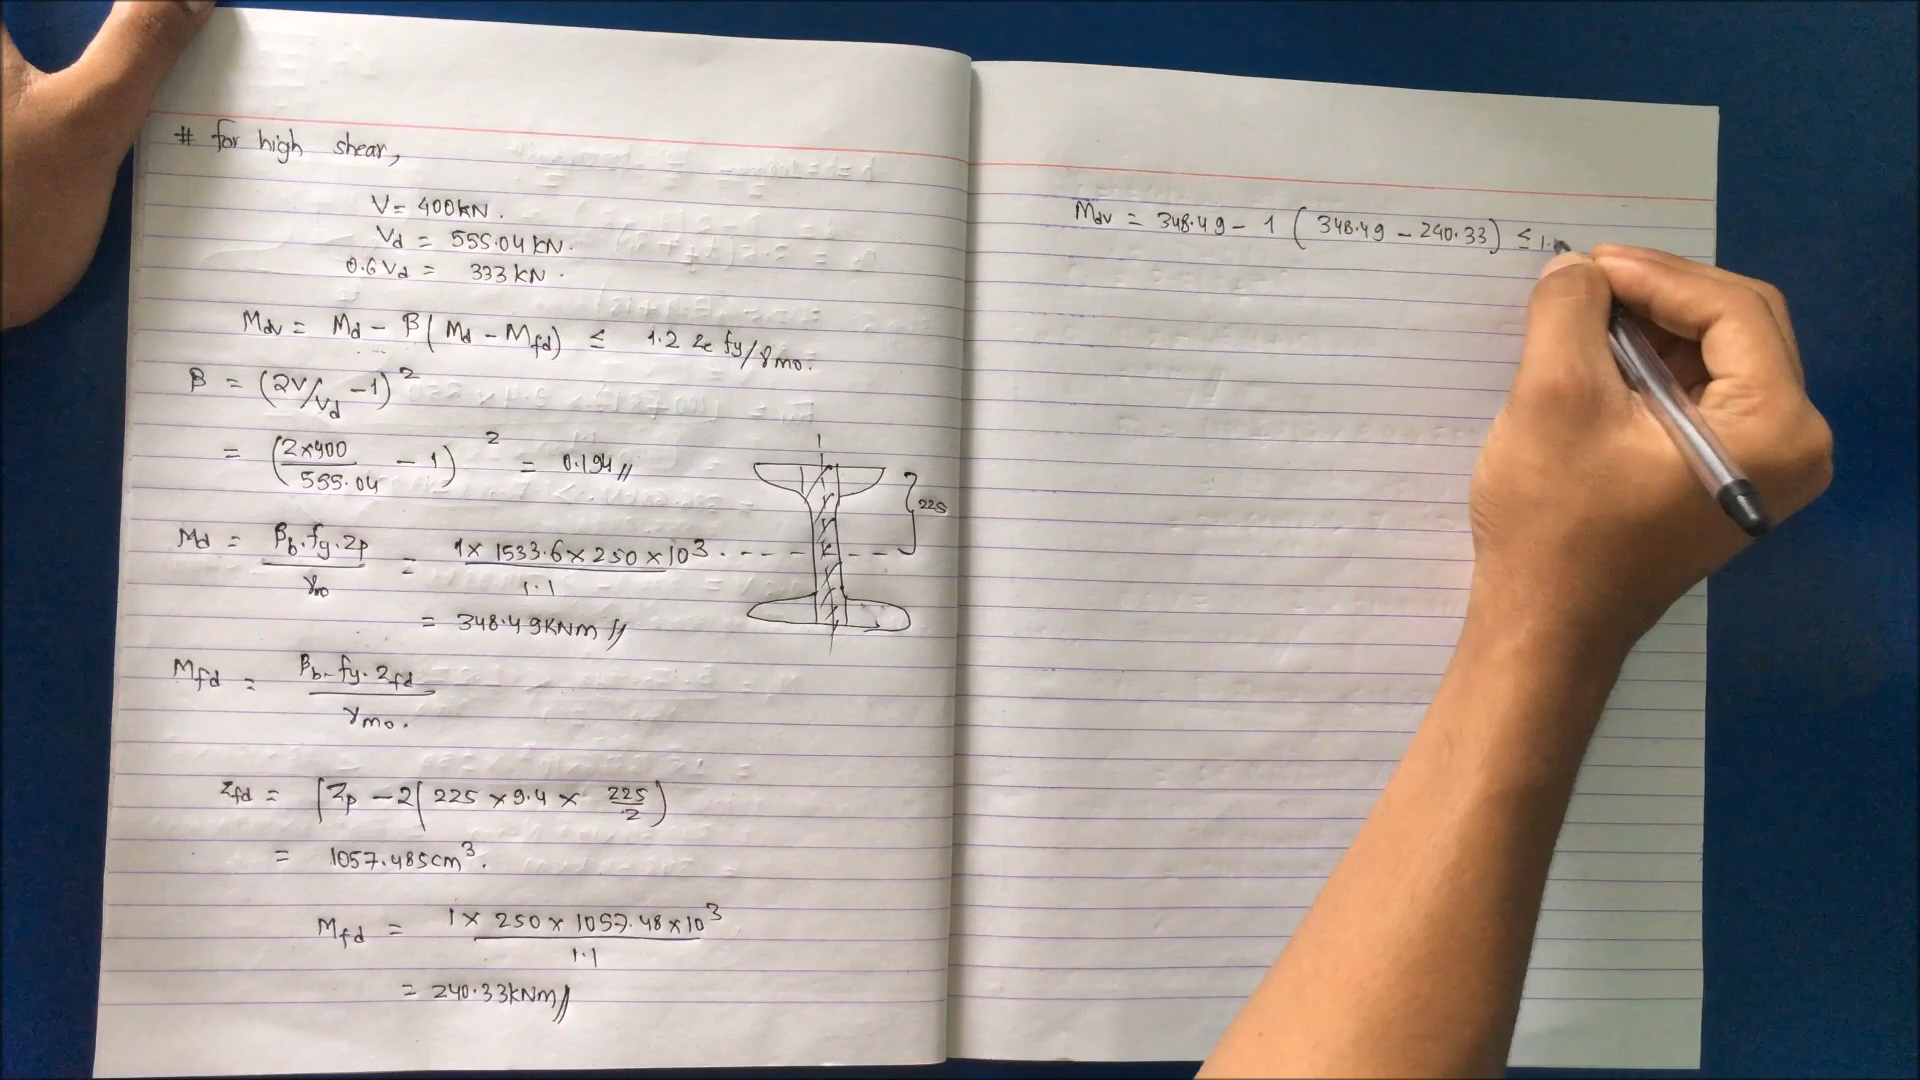 # for high shear,
V = 400kN.
Vd = 555.04 kN.
0.6Vd = 333 kN.
Mdv = Md - β(Md - Mfd) ≤ 1.2 Ze fy/γmo.
β = (2V/Vd - 1)²
= (2×400/555.04 - 1)² = 0.194 //
225
Md = βb.fy.Zp/γmo = 1× 1533.6×250×10³/1.1
= 348.49KNm //
Mfd = βb.fy.Zfd/γmo.
Zfd = (Zp - 2(225 × 9.4 × 225/2)
= 1057.485cm³.
Mfd = 1× 250× 1057.48×10³/1.1
= 240.33kNm//
Mdv = 348.49 - 1 (348.49 - 240.33) ≤ 1.